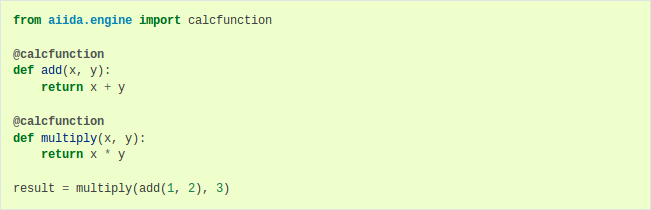 from aiida.engine import calcfunction

@calcfunction
def add(x, y):
    return x + y

@calcfunction
def multiply(x, y):
    return x * y

result = multiply(add(1, 2), 3)